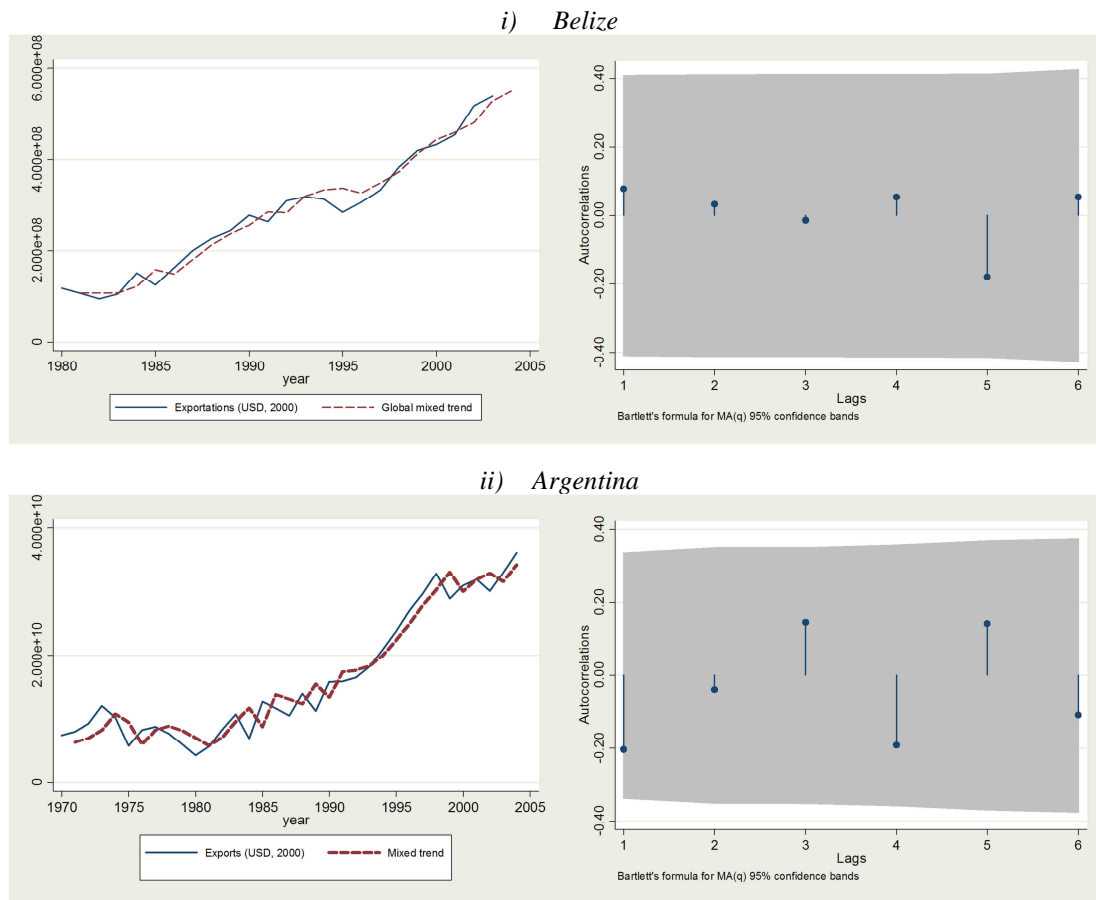 i) Belize
6.000e+08
4.000e+08
2.000e+08
0
1980 1985 1990 1995 2000 2005
year
Exportations (USD, 2000) Global mixed trend
Autocorrelations
0.40
0.20
0.00
-0.20
-0.40
1 2 3 4 5 6
Lags
Bartlett's formula for MA(q) 95% confidence bands
ii) Argentina
4.000e+10
2.000e+10
0
1970 1975 1980 1985 1990 1995 2000 2005
year
Exports (USD, 2000) Mixed trend
Autocorrelations
0.40
0.20
0.00
-0.20
-0.40
1 2 3 4 5 6
Lags
Bartlett's formula for MA(q) 95% confidence bands